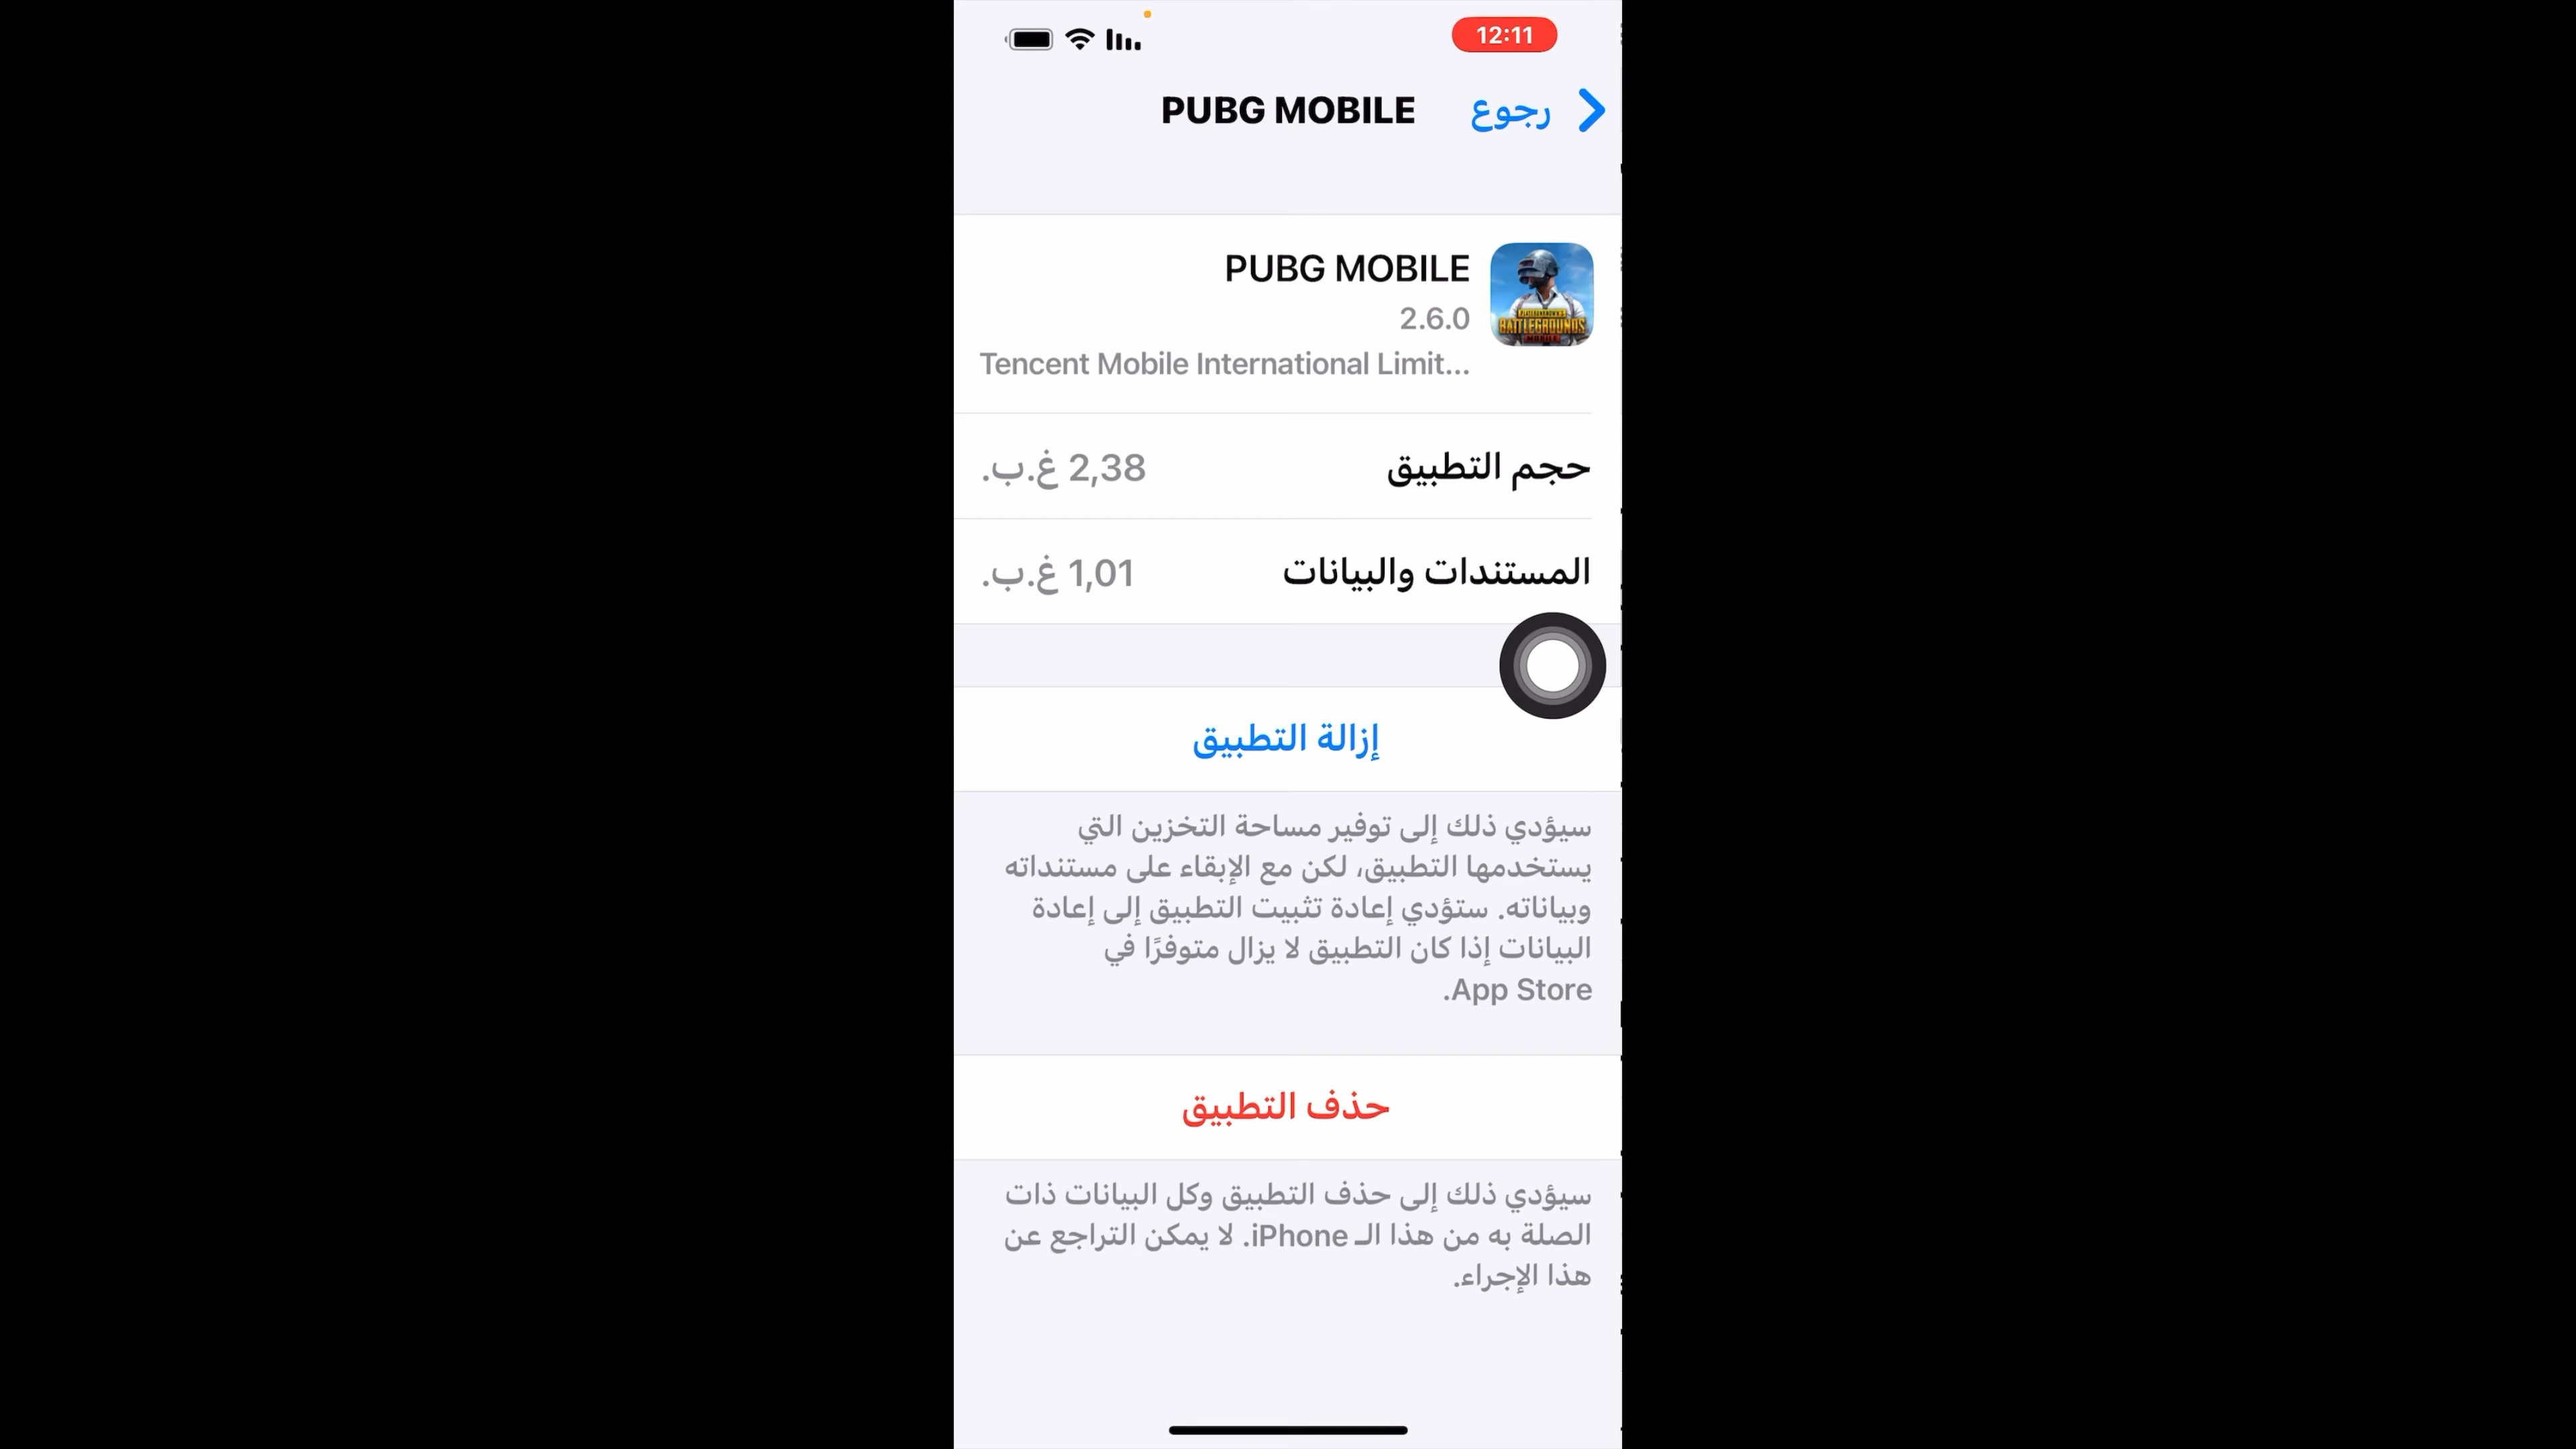 12:11
رجوع
PUBG MOBILE
PUBG MOBILE
2.6.0
Tencent Mobile International Limit...
PLAYERUNKNOWN'S
BATTLEGROUNDS
MOBILE
حجم التطبيق 2,38 غ.ب.
المستندات والبيانات 1,01 غ.ب.
إزالة التطبيق
سيؤدي ذلك إلى توفير مساحة التخزين التي
يستخدمها التطبيق، لكن مع الإبقاء على مستنداته
وبياناته. ستؤدي إعادة تثبيت التطبيق إلى إعادة
البيانات إذا كان التطبيق لا يزال متوفرًا في
App Store.
حذف التطبيق
سيؤدي ذلك إلى حذف التطبيق وكل البيانات ذات
الصلة به من هذا الـ iPhone. لا يمكن التراجع عن
هذا الإجراء.